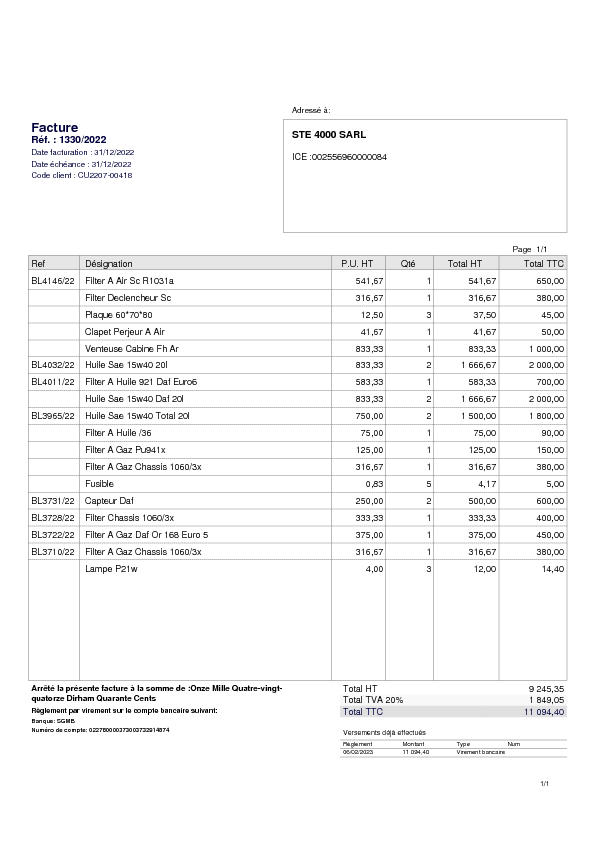 Adressé à:
Facture
Réf. : 1330/2022
Date facturation : 31/12/2022
Date échéance : 31/12/2022
Code client : CU2207-00418
STE 4000 SARL
ICE :002556960000084
Page 1/1
Ref Désignation P.U. HT Qté Total HT Total TTC
BL4146/22 Filter A Air Sc R1031a 541,67 1 541,67 650,00
Filter Declencheur Sc 316,67 1 316,67 380,00
Plaque 60*70*80 12,50 3 37,50 45,00
Clapet Perjeur A Air 41,67 1 41,67 50,00
Venteuse Cabine Fh Ar 833,33 1 833,33 1 000,00
BL4032/22 Huile Sae 15w40 20l 833,33 2 1 666,67 2 000,00
BL4011/22 Filter A Huile 921 Daf Euro6 583,33 1 583,33 700,00
Huile Sae 15w40 Daf 20l 833,33 2 1 666,67 2 000,00
BL3965/22 Huile Sae 15w40 Total 20l 750,00 2 1 500,00 1 800,00
Filter A Huile /36 75,00 1 75,00 90,00
Filter A Gaz Pu941x 125,00 1 125,00 150,00
Filter A Gaz Chassis 1060/3x 316,67 1 316,67 380,00
Fusible 0,83 5 4,17 5,00
BL3731/22 Capteur Daf 250,00 2 500,00 600,00
BL3728/22 Filter Chassis 1060/3x 333,33 1 333,33 400,00
BL3722/22 Filter A Gaz Daf Or 168 Euro 5 375,00 1 375,00 450,00
BL3710/22 Filter A Gaz Chassis 1060/3x 316,67 1 316,67 380,00
Lampe P21w 4,00 3 12,00 14,40
Arrêté la présente facture à la somme de :Onze Mille Quatre-vingt-
quatorze Dirham Quarante Cents
Règlement par virement sur le compte bancaire suivant:
Banque: SGMB
Numéro de compte: 022780000373003732914874
Total HT 9 245,35
Total TVA 20% 1 849,05
Total TTC 11 094,40
Versements déjà effectués
Règlement Montant Type Num
06/02/2023 11 094,40 Virement bancaire
1/1